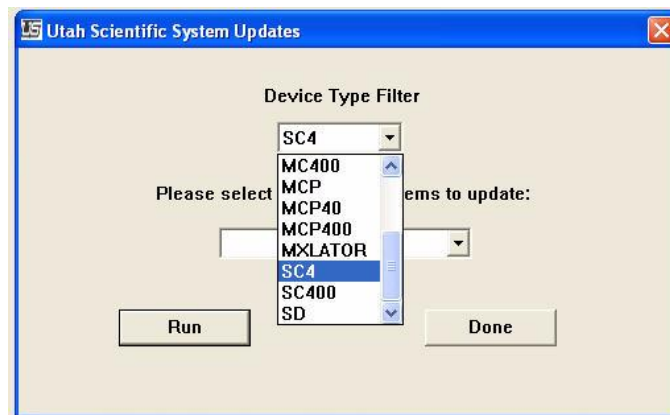 US Utah Scientific System Updates
Device Type Filter
SC4
MC400
MCP
MCP40
MCP400
MXLATOR
SC4
SC400
SD
Please select ems to update:
Run
Done